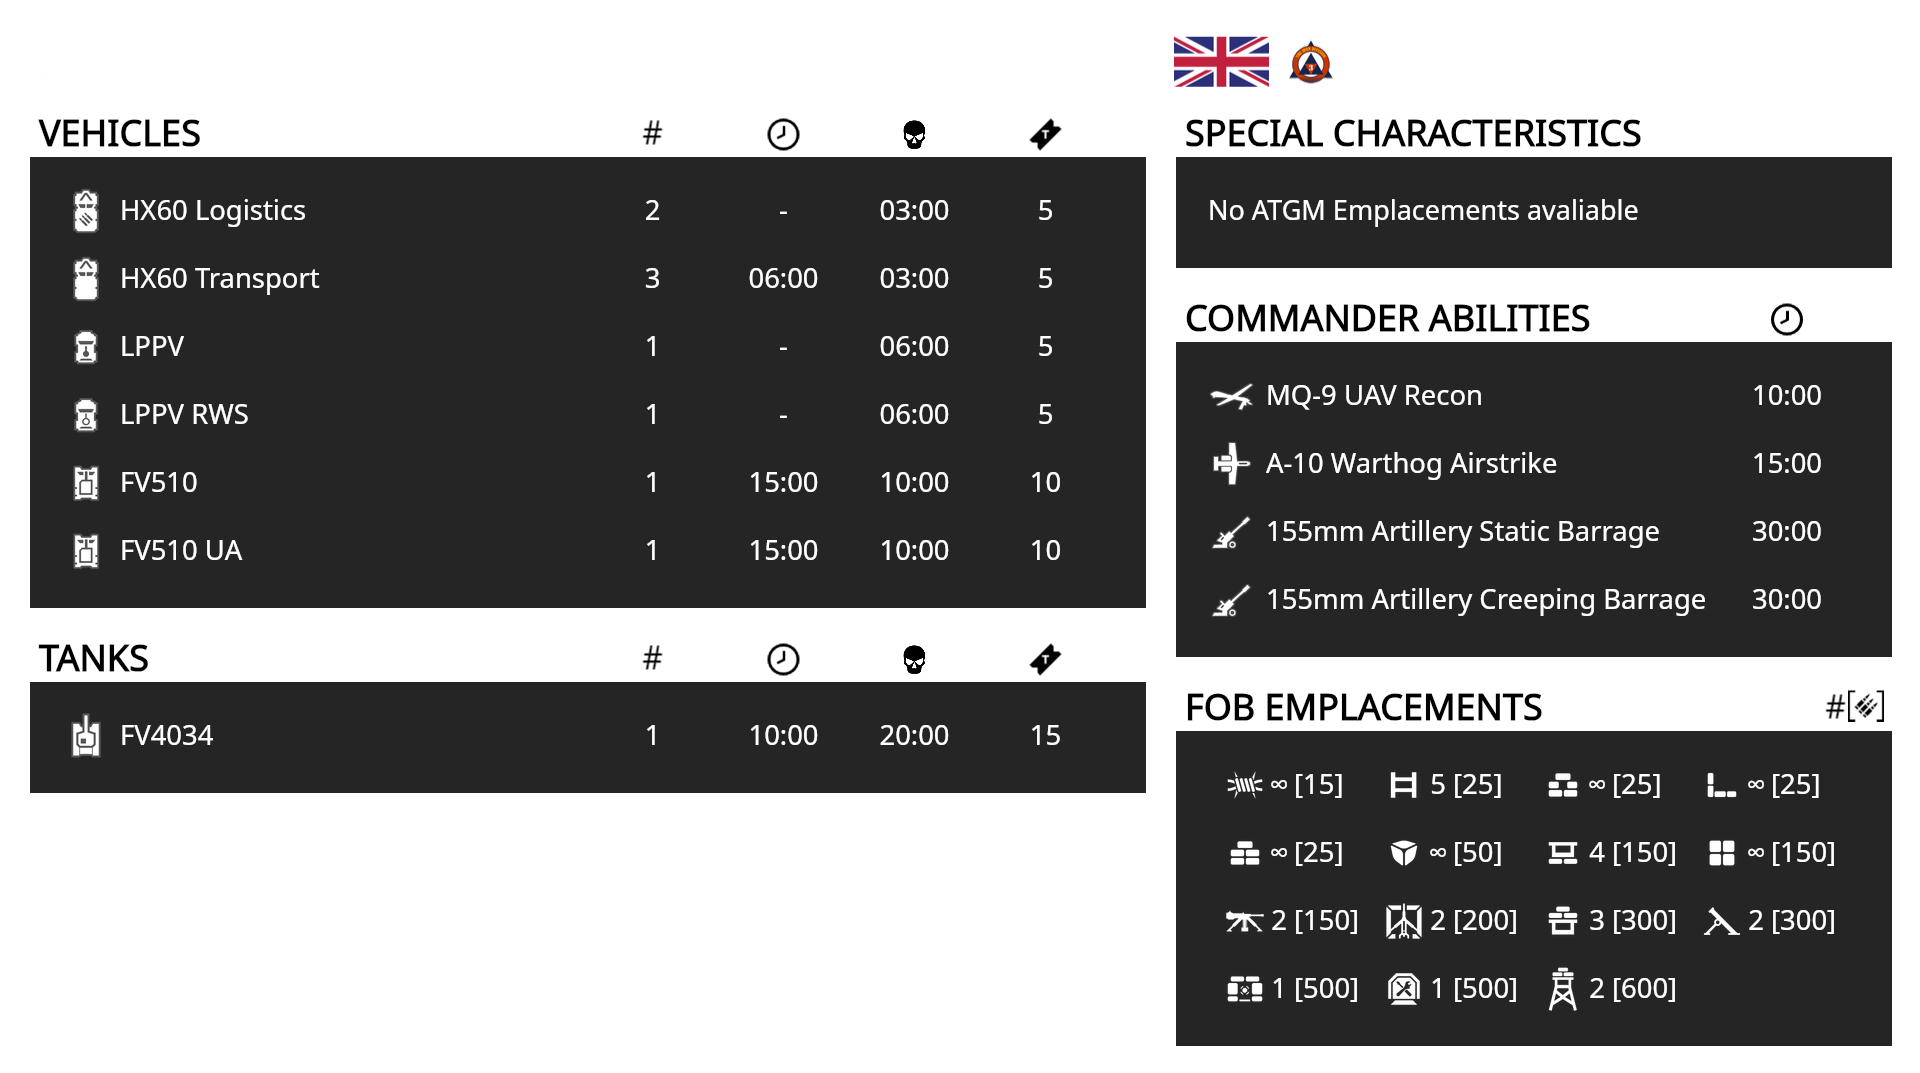 VEHICLES #
HX60 Logistics 2 - 03:00 5
HX60 Transport 3 06:00 03:00 5
LPPV 1 - 06:00 5
LPPV RWS 1 - 06:00 5
FV510 1 15:00 10:00 10
FV510 UA 1 15:00 10:00 10
TANKS #
FV4034 1 10:00 20:00 15
SPECIAL CHARACTERISTICS
No ATGM Emplacements avaliable
COMMANDER ABILITIES
MQ-9 UAV Recon 10:00
A-10 Warthog Airstrike 15:00
155mm Artillery Static Barrage 30:00
155mm Artillery Creeping Barrage 30:00
FOB EMPLACEMENTS #[]
∞ [15] 5 [25] ∞ [25] ∞ [25]
∞ [25] ∞ [50] 4 [150] ∞ [150]
2 [150] 2 [200] 3 [300] 2 [300]
1 [500] 1 [500] 2 [600]